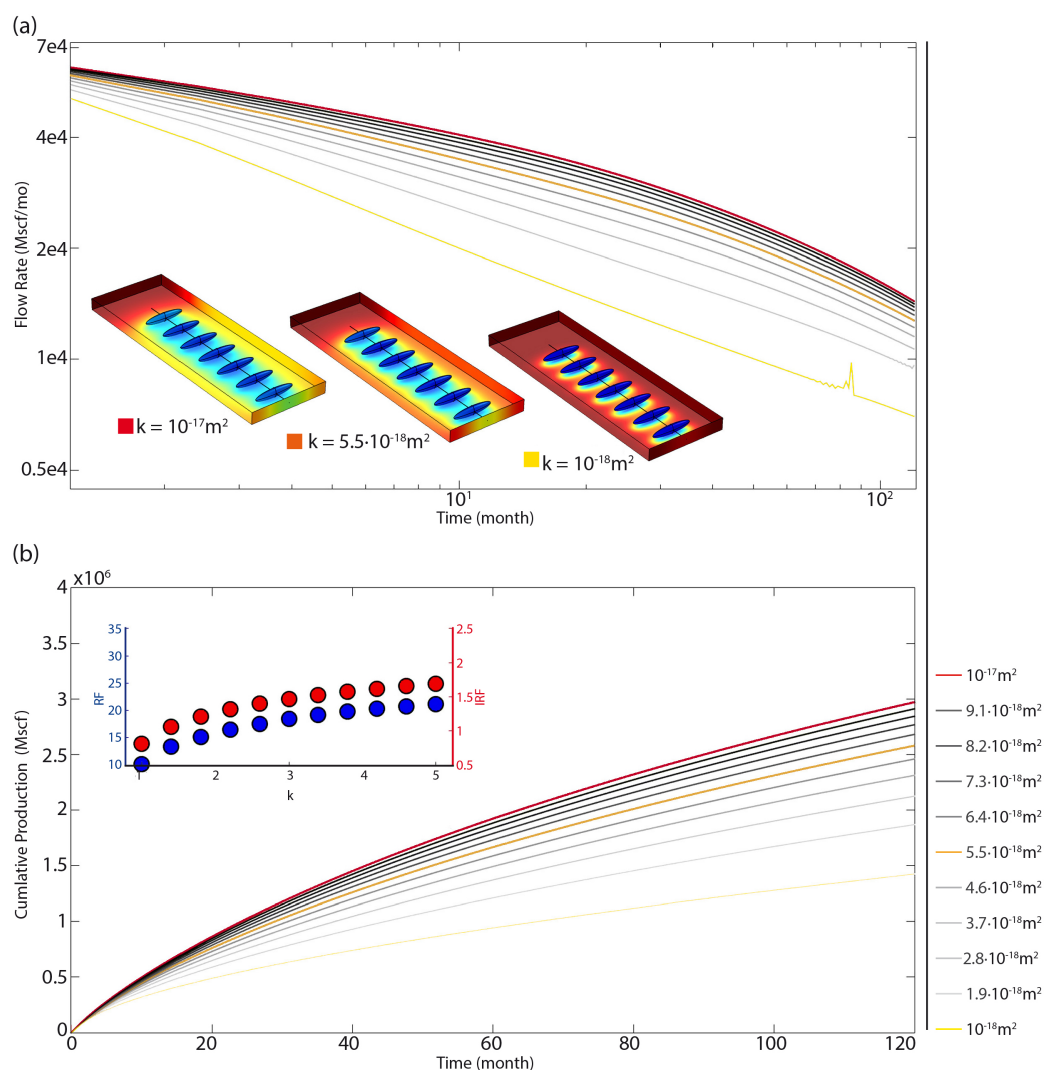 (a)
7e4
4e4
2e4
1e4
0.5e4
Flow Rate (Mscf/mo)
k = 10⁻¹⁷m²
k = 5.5·10⁻¹⁸m²
k = 10⁻¹⁸m²
10¹
10²
Time (month)
(b)
x10⁶
4
3,5
3
2.5
2
1.5
1
0.5
0
Cumlative Production (Mscf)
35
30
25
20
15
10
RF
2.5
2
1.5
1
0.5
IRF
2
3
4
5
k
0
20
40
60
80
100
120
Time (month)
10⁻¹⁷m²
9.1·10⁻¹⁸m²
8.2·10⁻¹⁸m²
7.3·10⁻¹⁸m²
6.4·10⁻¹⁸m²
5.5·10⁻¹⁸m²
4.6·10⁻¹⁸m²
3.7·10⁻¹⁸m²
2.8·10⁻¹⁸m²
1.9·10⁻¹⁸m²
10⁻¹⁸m²